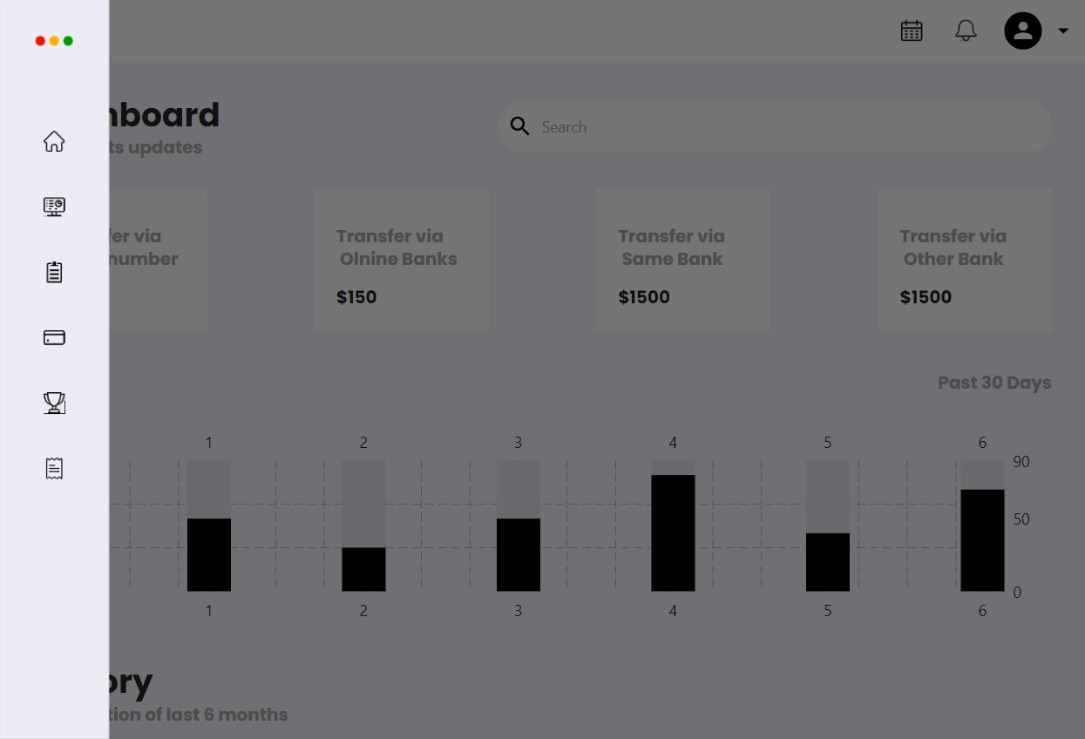 nboard
Search
ts updates
fer via
number
Transfer via
Olnine Banks
$150
Transfer via
Same Bank
$1500
Transfer via
Other Bank
$1500
Past 30 Days
1 2 3 4 5 6
90
50
0
1 2 3 4 5 6
ory
tion of last 6 months